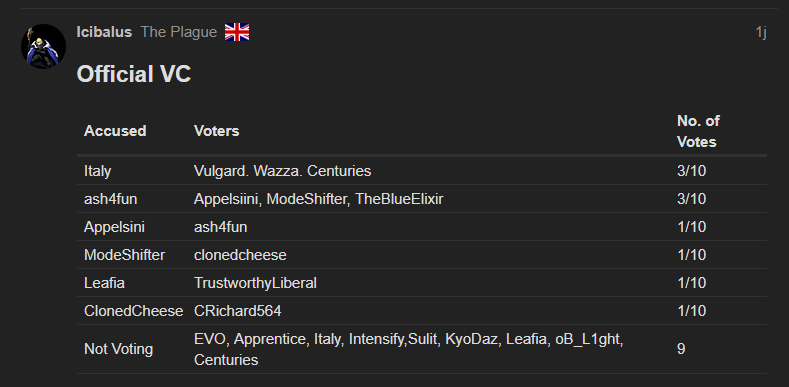 Icibalus The Plague 1j
Official VC
Accused Voters No. of
Votes
Italy Vulgard. Wazza. Centuries 3/10
ash4fun Appelsiini, ModeShifter, TheBlueElixir 3/10
Appelsini ash4fun 1/10
ModeShifter clonedcheese 1/10
Leafia TrustworthyLiberal 1/10
ClonedCheese CRichard564 1/10
Not Voting EVO, Apprentice, Italy, Intensify,Sulit, KyoDaz, Leafia, oB_L1ght, 9
Centuries